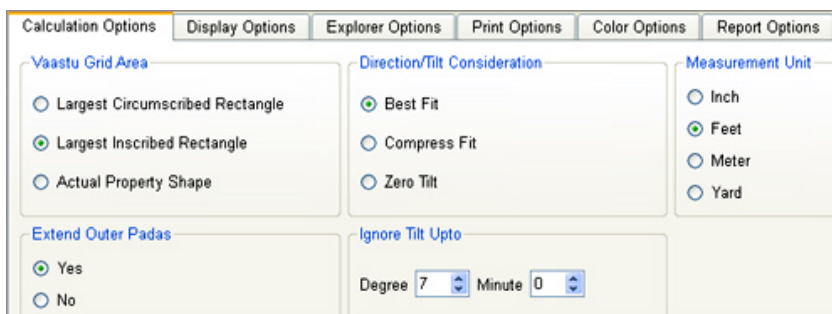 Calculation Options Display Options Explorer Options Print Options Color Options Report Options
Vaastu Grid Area
Largest Circumscribed Rectangle
Largest Inscribed Rectangle
Actual Property Shape
Direction/Tilt Consideration
Best Fit
Compress Fit
Zero Tilt
Measurement Unit
Inch
Feet
Meter
Yard
Extend Outer Padas
Yes
No
Ignore Tilt Upto
Degree 7 Minute 0